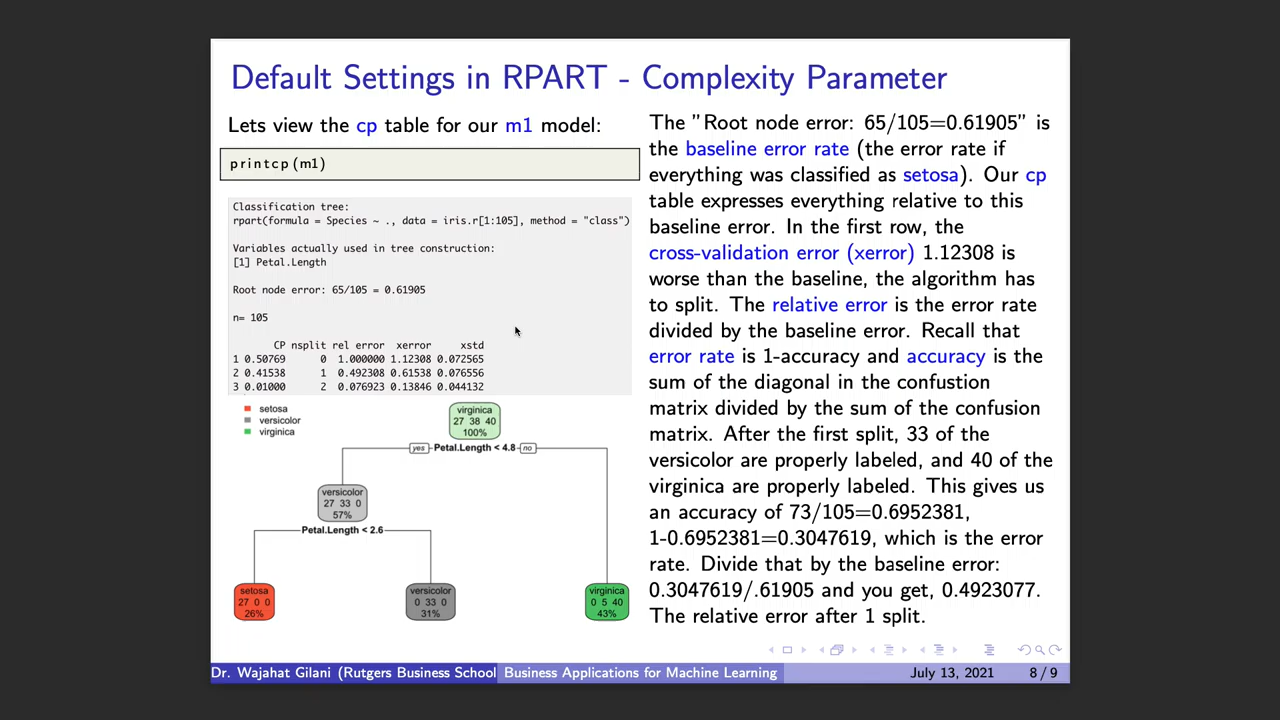 Default Settings in RPART - Complexity Parameter
Lets view the cp table for our m1 model:
printcp(m1)
Classification tree:
rpart(formula = Species ~ ., data = iris.r[1:105], method = "class")
Variables actually used in tree construction:
[1] Petal.Length
Root node error: 65/105 = 0.61905
n= 105
CP nsplit rel error xerror xstd
1 0.50769 0 1.000000 1.12308 0.072565
2 0.41538 1 0.492308 0.61538 0.076556
3 0.01000 2 0.076923 0.13846 0.044132
setosa
versicolor
virginica
virginica
27 38 40
100%
yes Petal.Length < 4.8 no
versicolor
27 33 0
57%
Petal.Length < 2.6
setosa
27 0 0
26%
versicolor
0 33 0
31%
virginica
0 5 40
43%
The "Root node error: 65/105=0.61905" is
the baseline error rate (the error rate if
everything was classified as setosa). Our cp
table expresses everything relative to this
baseline error. In the first row, the
cross-validation error (xerror) 1.12308 is
worse than the baseline, the algorithm has
to split. The relative error is the error rate
divided by the baseline error. Recall that
error rate is 1-accuracy and accuracy is the
sum of the diagonal in the confustion
matrix divided by the sum of the confusion
matrix. After the first split, 33 of the
versicolor are properly labeled, and 40 of the
virginica are properly labeled. This gives us
an accuracy of 73/105=0.6952381,
1-0.6952381=0.3047619, which is the error
rate. Divide that by the baseline error:
0.3047619/.61905 and you get, 0.4923077.
The relative error after 1 split.
Dr. Wajahat Gilani (Rutgers Business School Business Applications for Machine Learning July 13, 2021 8 / 9